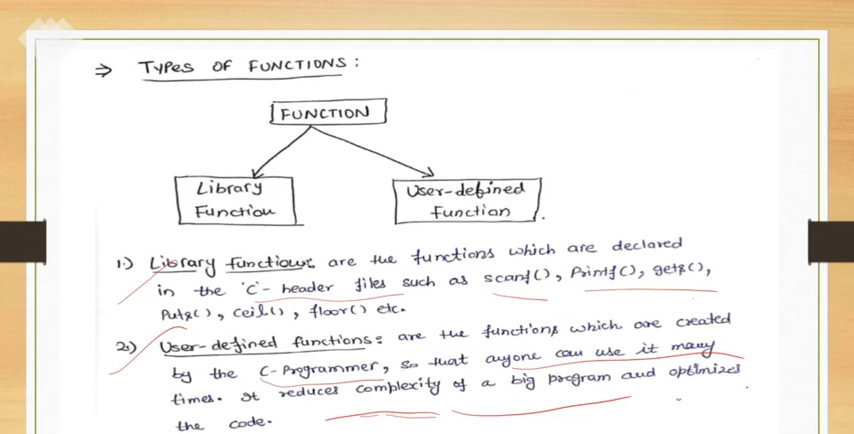 ⇒ TYPES OF FUNCTIONS :
FUNCTION
Library
Function
User-defined
Function.
1.) Library functions: are the functions which are declared
in the 'C'- header files such as scanf(), Printf(), gets(),
Puts(), ceil(), floor() etc.
2.) User-defined functions: are the functions which are created
by the C-Programmer, so that anyone can use it many
times. It reduces complexity of a big program and optimizes
the code.